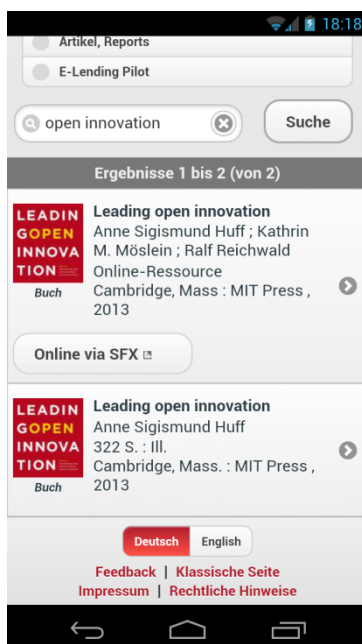 18:18
Artikel, Reports
E-Lending Pilot
open innovation
Suche
Ergebnisse 1 bis 2 (von 2)
LEADIN
GOPEN
INNOVA
TION
Buch
Leading open innovation
Anne Sigismund Huff ; Kathrin
M. Möslein ; Ralf Reichwald
Online-Ressource
Cambridge, Mass : MIT Press ,
2013
Online via SFX
LEADIN
GOPEN
INNOVA
TION
Buch
Leading open innovation
Anne Sigismund Huff
322 S. : Ill.
Cambridge, Mass. : MIT Press ,
2013
Deutsch English
Feedback | Klassische Seite
Impressum | Rechtliche Hinweise